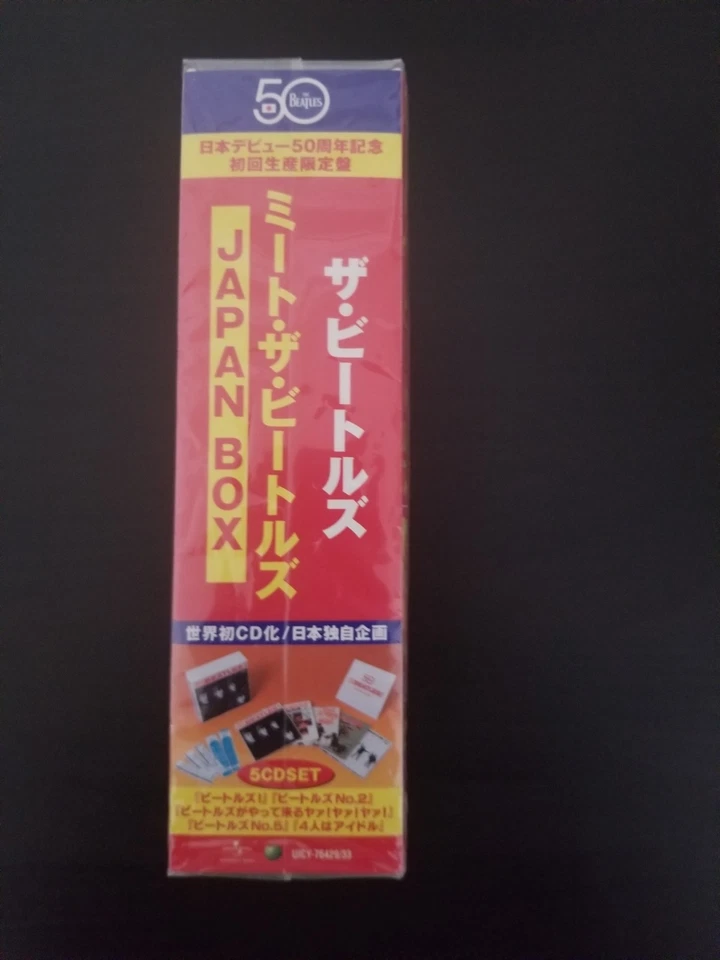 50 THE BEATLES
日本デビュー50周年記念
初回生産限定盤
ザ・ビートルズ
ミート・ザ・ビートルズ
JAPAN BOX
世界初CD化/日本独自企画
5CDSET
『ビートルズ!』『ビートルズ No.2』
『ビートルズがやって来るヤァ!ヤァ!ヤァ!』
『ビートルズ No.5』『4人はアイドル』
UICY-76429/33